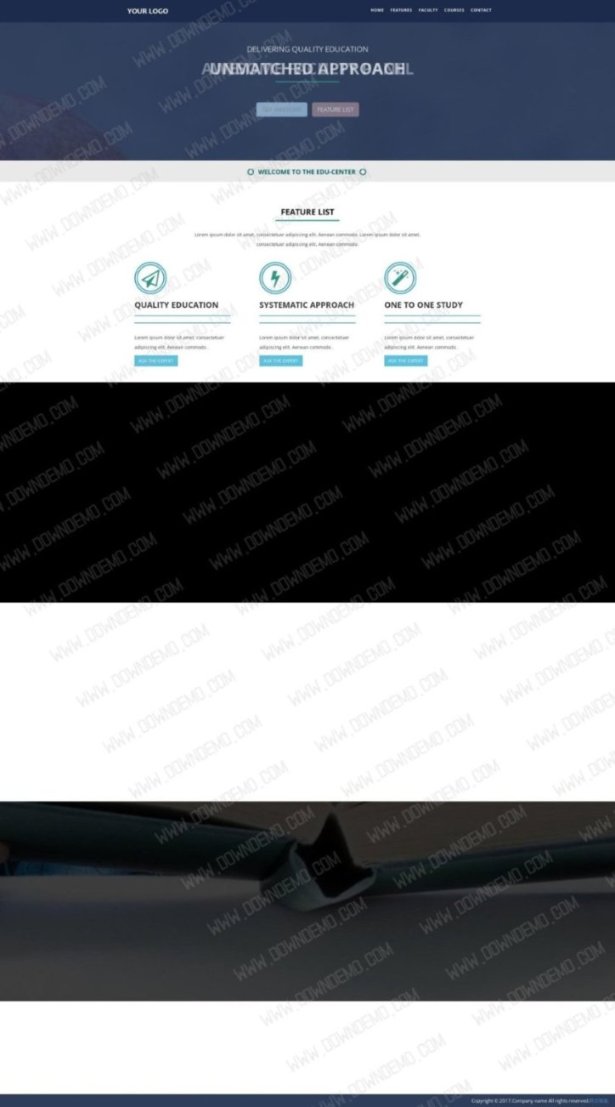 YOUR LOGO
HOME FEATURES FACULTY COURSES CONTACT
DELIVERING QUALITY EDUCATION
UNMATCHED APPROACH
FEATURE LIST
WELCOME TO THE EDU-CENTER
FEATURE LIST
Lorem ipsum dolor sit amet, consectetuer adipiscing elit. Aenean commodo. Lorem ipsum dolor sit amet,
consectetuer adipiscing elit. Aenean commodo.
QUALITY EDUCATION SYSTEMATIC APPROACH ONE TO ONE STUDY
Lorem ipsum dolor sit amet, consectetuer
adipiscing elit. Aenean commodo.
ASK THE EXPERT
Lorem ipsum dolor sit amet, consectetuer
adipiscing elit. Aenean commodo.
ASK THE EXPERT
Lorem ipsum dolor sit amet, consectetuer
adipiscing elit. Aenean commodo.
ASK THE EXPERT
WWW.DOWNDEMO.COM
Copyright © 2017.Company name All rights reserved.